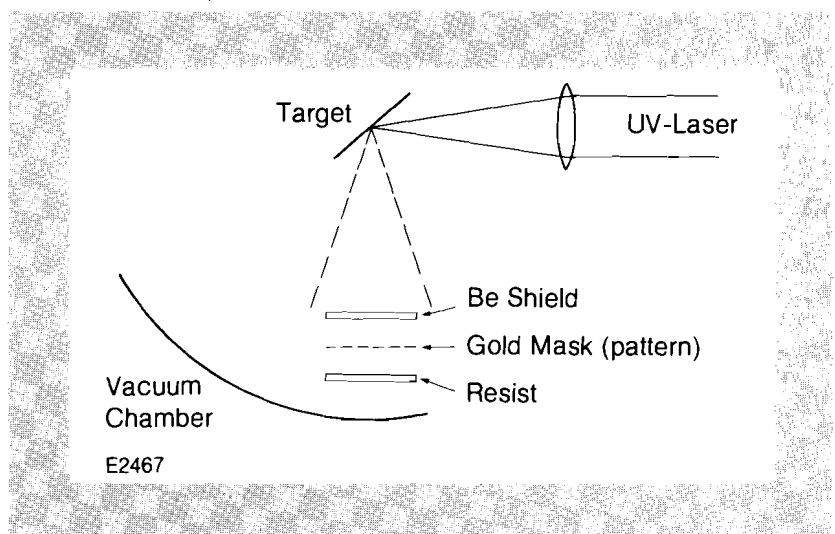 Target
UV-Laser
Be Shield
Gold Mask (pattern)
Resist
Vacuum
Chamber
E2467